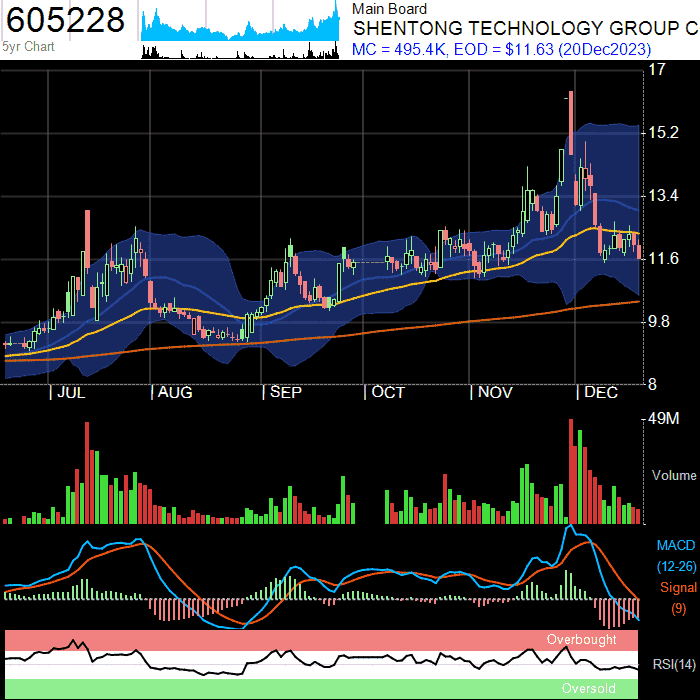 605228
5yr Chart
Main Board
SHENTONG TECHNOLOGY GROUP C
MC = 495.4K, EOD = $11.63 (20Dec2023)
17
15.2
13.4
11.6
9.8
8
| JUL | AUG | SEP | OCT | NOV | DEC
49M
Volume
MACD
(12-26)
Signal
(9)
Overbought
RSI(14)
Oversold